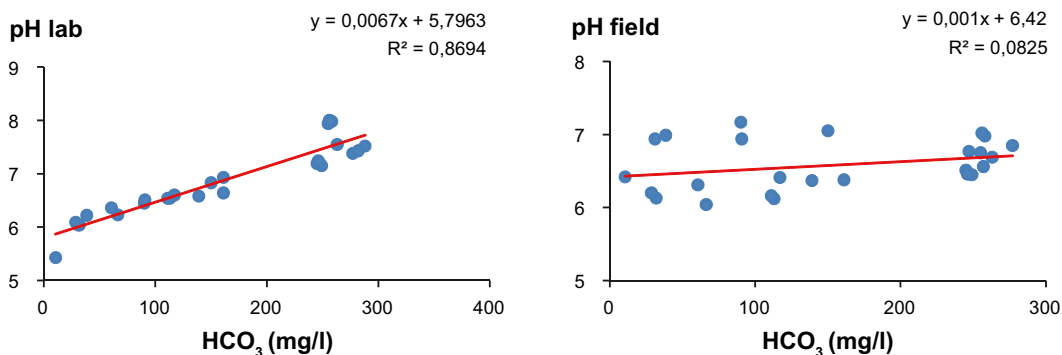 pH lab
y = 0,0067x + 5,7963
R² = 0,8694
9
8
7
6
5
0
100
200
300
400
HCO₃ (mg/l)
pH field
y = 0,001x + 6,42
R² = 0,0825
8
7
6
5
0
100
200
300
HCO₃ (mg/l)